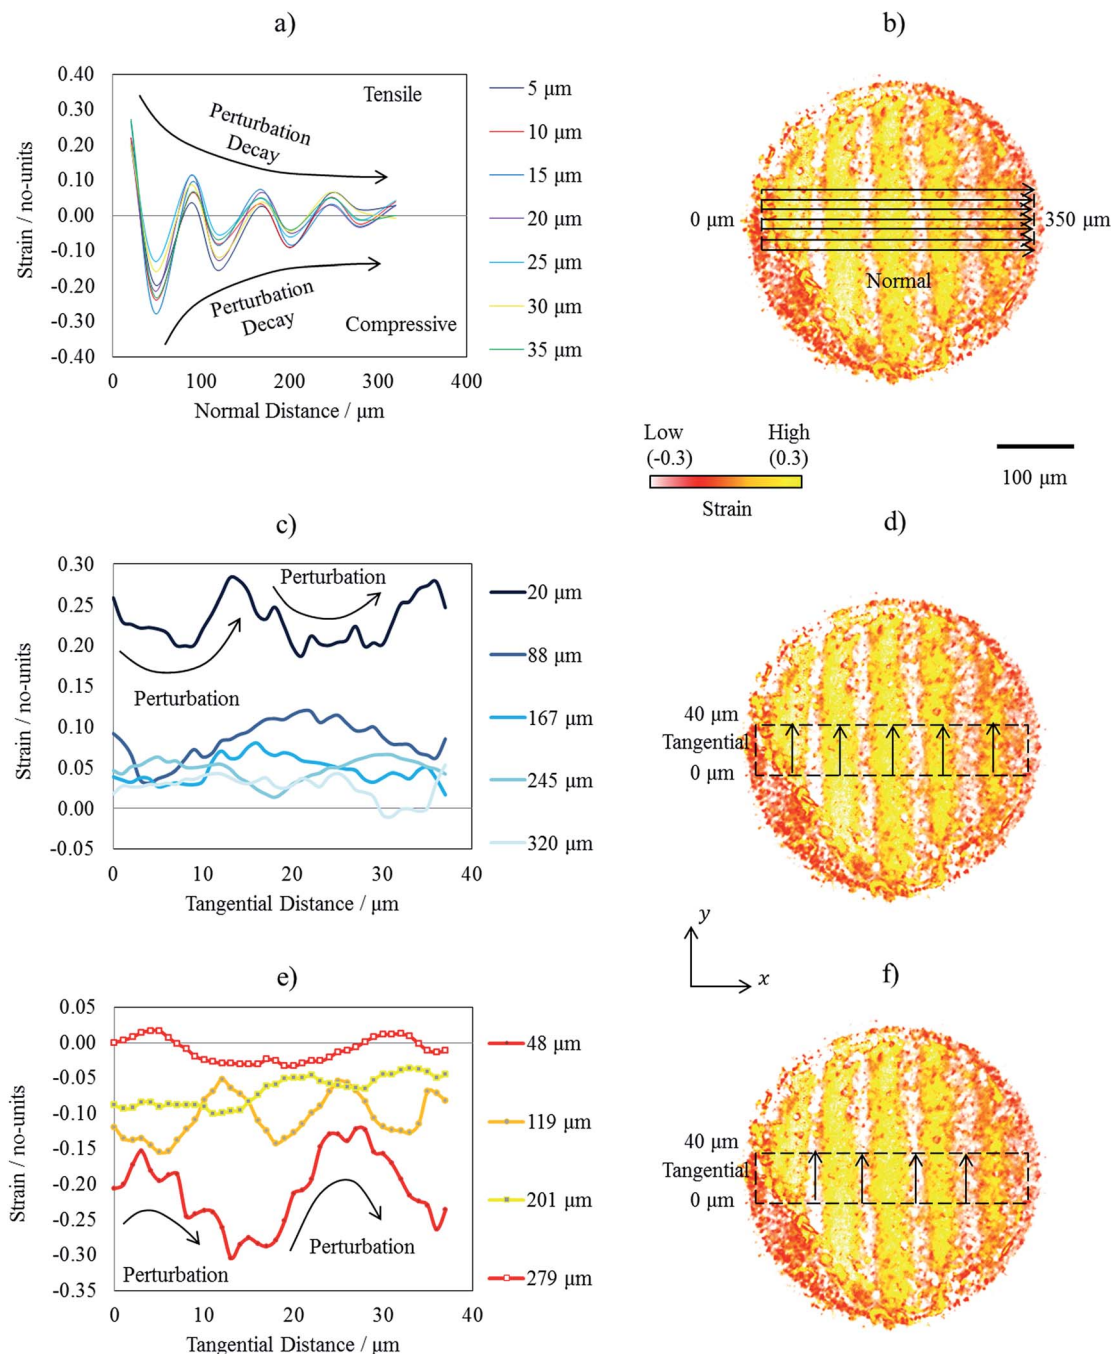 a)
0.40
0.30
0.20
0.10
0.00
-0.10
-0.20
-0.30
-0.40
Strain / no-units
0
100
200
300
400
Normal Distance / μm
Tensile
Perturbation
Decay
Perturbation
Decay
Compressive
5 μm
10 μm
15 μm
20 μm
25 μm
30 μm
35 μm
b)
0 μm
350 μm
Normal
Low
(-0.3)
High
(0.3)
Strain
100 μm
c)
0.30
0.25
0.20
0.15
0.10
0.05
0.00
-0.05
Strain / no-units
0
10
20
30
40
Tangential Distance / μm
Perturbation
Perturbation
20 μm
88 μm
167 μm
245 μm
320 μm
d)
40 μm
Tangential
0 μm
y
x
e)
0.05
0.00
-0.05
-0.10
-0.15
-0.20
-0.25
-0.30
-0.35
Strain / no-units
0
10
20
30
40
Tangential Distance / μm
Perturbation
Perturbation
48 μm
119 μm
201 μm
279 μm
f)
40 μm
Tangential
0 μm